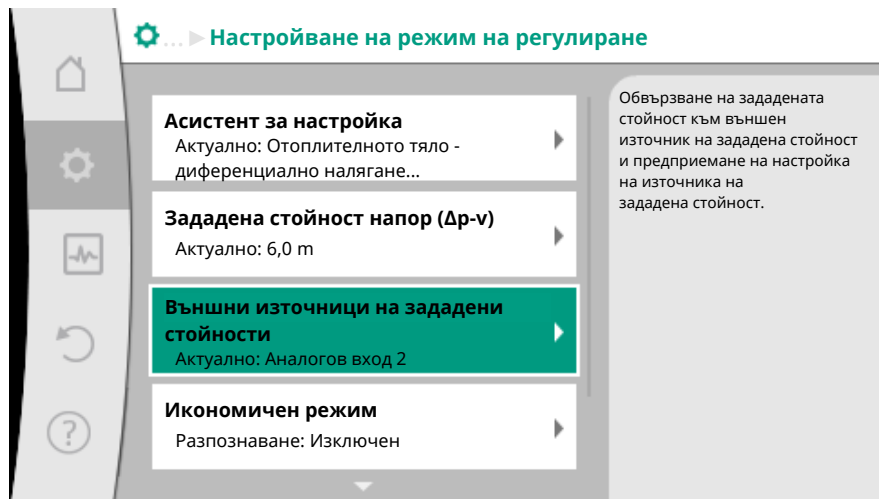 ... ▶ Настройване на режим на регулиране
Асистент за настройка
Актуално: Отоплителното тяло -
диференциално налягане...
Зададена стойност напор (Δp-v)
Актуално: 6,0 m
Външни източници на зададени
стойности
Актуално: Аналогов вход 2
Икономичен режим
Разпознаване: Изключен
Обвързване на зададената
стойност към външен
източник на зададена стойност
и предприемане на настройка
на източника на
зададена стойност.